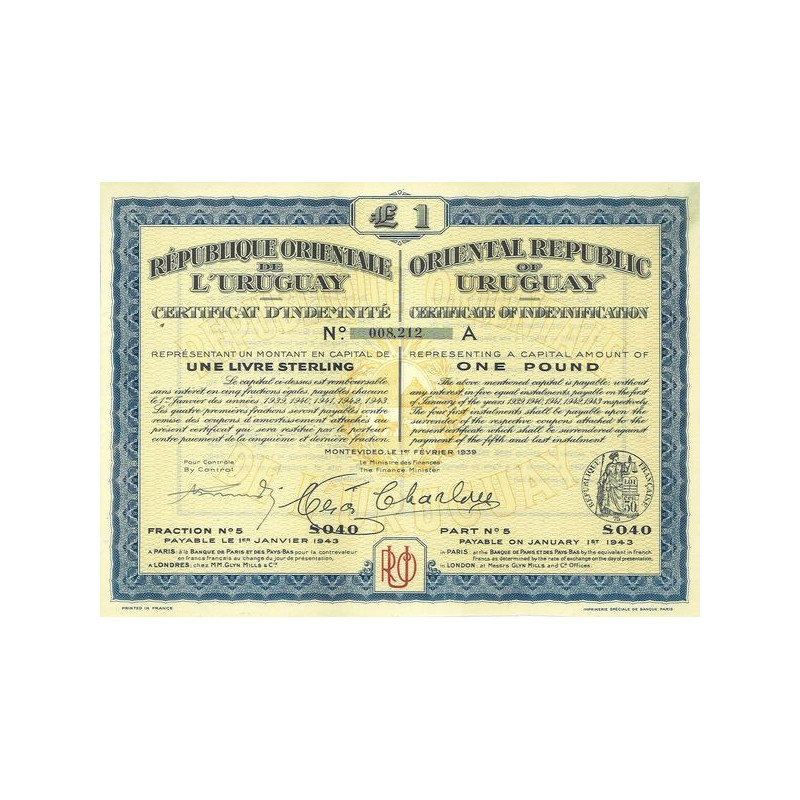 £ 1
RÉPUBLIQUE ORIENTALE
DE
L'URUGUAY
CERTIFICAT D'INDEMNITÉ
ORIENTAL REPUBLIC
OF
URUGUAY
CERTIFICATE OF INDEMNIFICATION
No. 008,212 A
REPRÉSENTANT UN MONTANT EN CAPITAL DE
UNE LIVRE STERLING
Le capital ci-dessus est remboursable,
sans intérêt, en cinq fractions égales, payables chacune
le 1er Janvier des années 1939, 1940, 1941, 1942, 1943.
Les quatre premières fractions seront payables contre
remise des coupons d'amortissement attachés au
présent certificat qui sera restitué par le porteur
contre paiement de la cinquième et dernière fraction.
REPRESENTING A CAPITAL AMOUNT OF
ONE POUND
The above mentioned capital is payable, without
any interest, in five equal instalments payable on the first
of January of the years 1939, 1940, 1941, 1942, 1943 respectively.
The four first instalments shall be payable upon the
surrender of the respective coupons attached to the
present certificate which shall be surrendered against
payment of the fifth and last instalment.
MONTEVIDEO, LE 1er FÉVRIER 1939
Pour Contrôle
By Control
Le Ministre des Finances
The Finance Minister
César Charlone
RÉPUBLIQUE FRANÇAISE
LOI
50
FRACTION No 5 8040
PAYABLE LE 1ER JANVIER 1943
A PARIS: à la BANQUE DE PARIS ET DES PAYS-BAS pour la contrevaleur
en francs français au change du jour de présentation,
A LONDRES: chez MM. GLYN MILLS & Cie
PART No 5 8040
PAYABLE ON JANUARY 1ST 1943
in PARIS: at the BANQUE DE PARIS ET DES PAYS-BAS by the equivalent in French
francs as determined by the rate of exchange on the day of presentation.
in LONDON: at Messrs GLYN MILLS and Co Offices.
ROU
PRINTED IN FRANCE
IMPRIMERIE SPÉCIALE DE BANQUE, PARIS